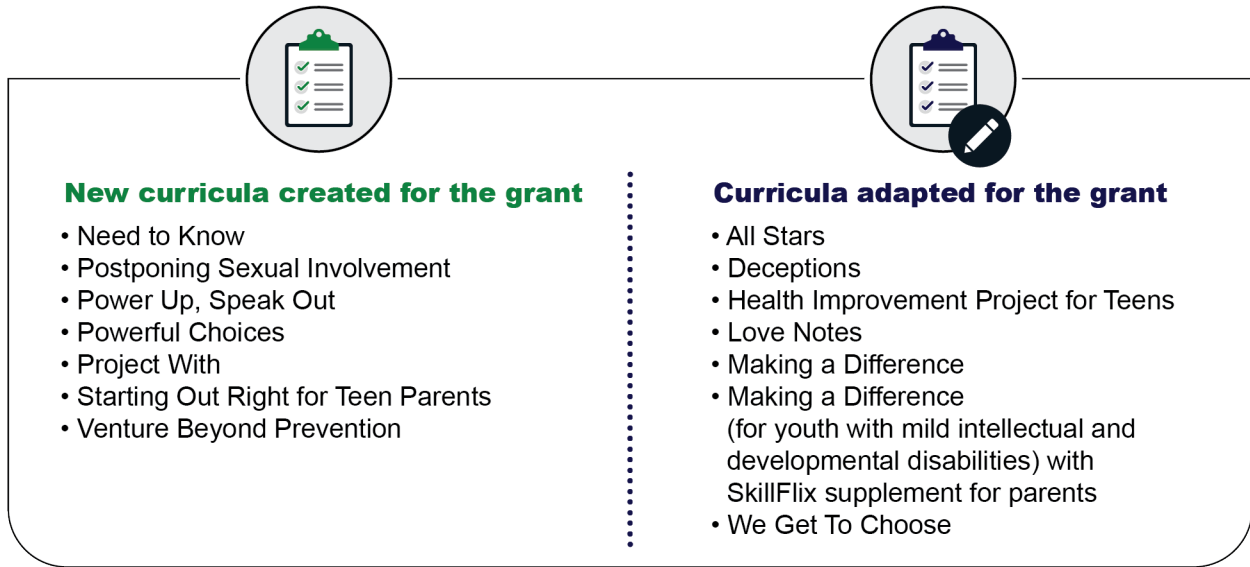 New curricula created for the grant
• Need to Know
• Postponing Sexual Involvement
• Power Up, Speak Out
• Powerful Choices
• Project With
• Starting Out Right for Teen Parents
• Venture Beyond Prevention
Curricula adapted for the grant
• All Stars
• Deceptions
• Health Improvement Project for Teens
• Love Notes
• Making a Difference
• Making a Difference
(for youth with mild intellectual and
developmental disabilities) with
SkillFlix supplement for parents
• We Get To Choose